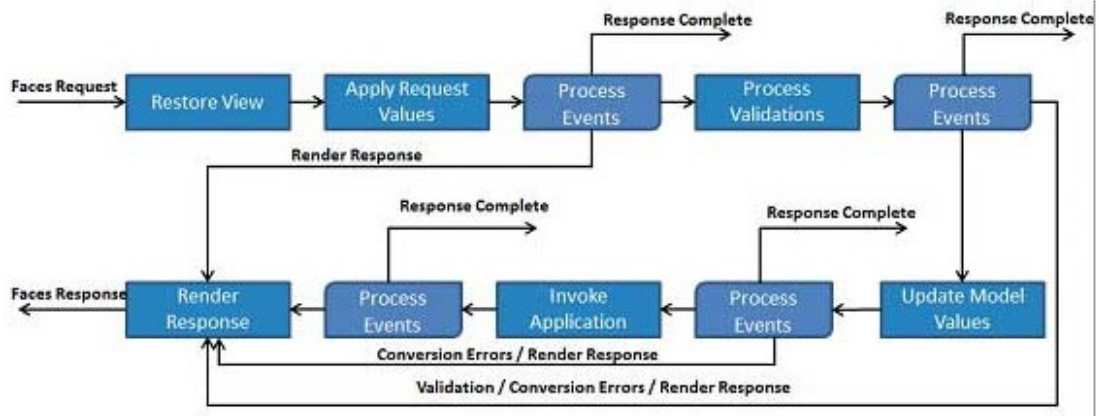 Response Complete
Response Complete
Faces Request
Restore View
Apply Request
Values
Process
Events
Process
Validations
Process
Events
Render Response
Response Complete
Response Complete
Faces Response
Render
Response
Process
Events
Invoke
Application
Process
Events
Update Model
Values
Conversion Errors / Render Response
Validation / Conversion Errors / Render Response